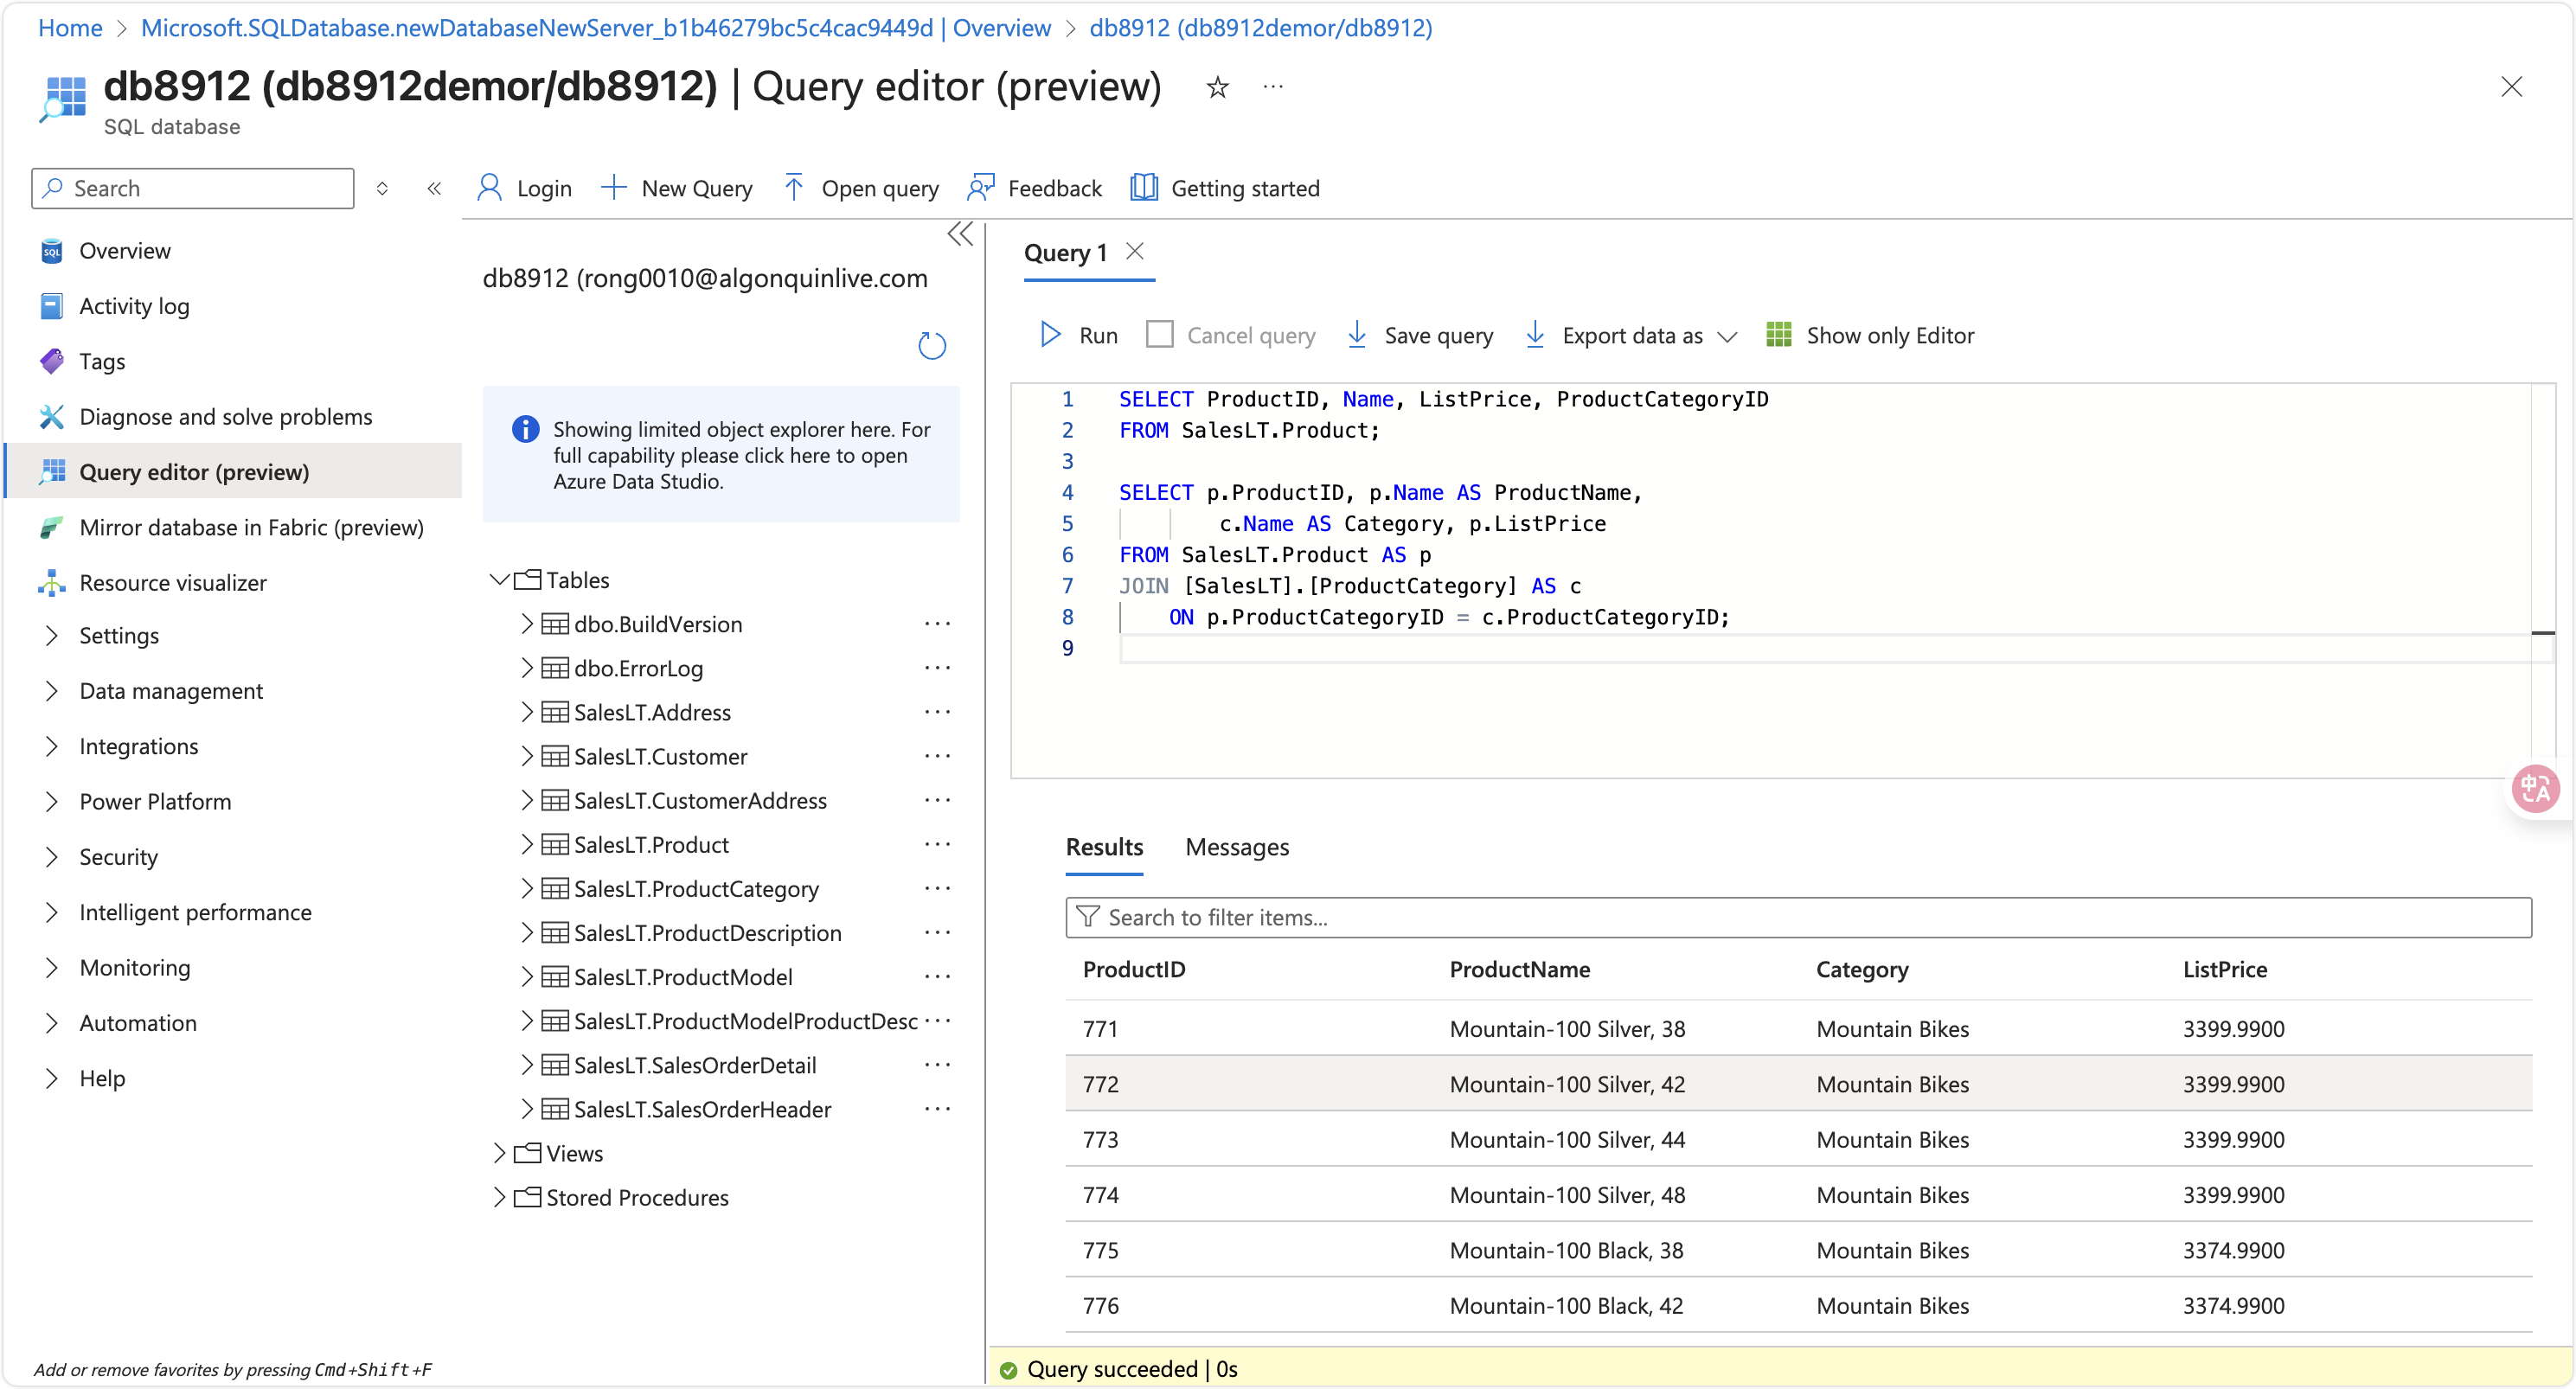 Home > Microsoft.SQLDatabase.newDatabaseNewServer_b1b46279bc5c4cac9449d | Overview > db8912 (db8912demor/db8912)
db8912 (db8912demor/db8912) | Query editor (preview)
SQL database
Search
Overview
Activity log
Tags
Diagnose and solve problems
Query editor (preview)
Mirror database in Fabric (preview)
Resource visualizer
Settings
Data management
Integrations
Power Platform
Security
Intelligent performance
Monitoring
Automation
Help
Add or remove favorites by pressing Cmd+Shift+F
Login New Query Open query Feedback Getting started
db8912 (rong0010@algonquinlive.com
Showing limited object explorer here. For
full capability please click here to open
Azure Data Studio.
Tables
dbo.BuildVersion
dbo.ErrorLog
SalesLT.Address
SalesLT.Customer
SalesLT.CustomerAddress
SalesLT.Product
SalesLT.ProductCategory
SalesLT.ProductDescription
SalesLT.ProductModel
SalesLT.ProductModelProductDesc
SalesLT.SalesOrderDetail
SalesLT.SalesOrderHeader
Views
Stored Procedures
Query 1
Run Cancel query Save query Export data as Show only Editor
1 SELECT ProductID, Name, ListPrice, ProductCategoryID
2 FROM SalesLT.Product;
3
4 SELECT p.ProductID, p.Name AS ProductName,
5 c.Name AS Category, p.ListPrice
6 FROM SalesLT.Product AS p
7 JOIN [SalesLT].[ProductCategory] AS c
8 ON p.ProductCategoryID = c.ProductCategoryID;
9
中A
Results Messages
Search to filter items...
ProductID ProductName Category ListPrice
771 Mountain-100 Silver, 38 Mountain Bikes 3399.9900
772 Mountain-100 Silver, 42 Mountain Bikes 3399.9900
773 Mountain-100 Silver, 44 Mountain Bikes 3399.9900
774 Mountain-100 Silver, 48 Mountain Bikes 3399.9900
775 Mountain-100 Black, 38 Mountain Bikes 3374.9900
776 Mountain-100 Black, 42 Mountain Bikes 3374.9900
Query succeeded | 0s